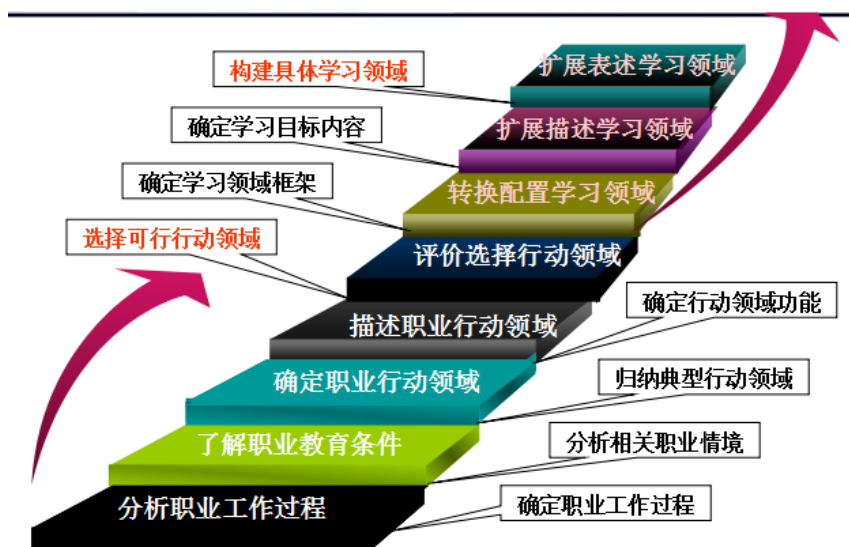 构建具体学习领域
扩展表述学习领域
确定学习目标内容
扩展描述学习领域
确定学习领域框架
转换配置学习领域
选择可行行动领域
评价选择行动领域
确定行动领域功能
描述职业行动领域
确定职业行动领域
归纳典型行动领域
了解职业教育条件
分析相关职业情境
分析职业工作过程
确定职业工作过程